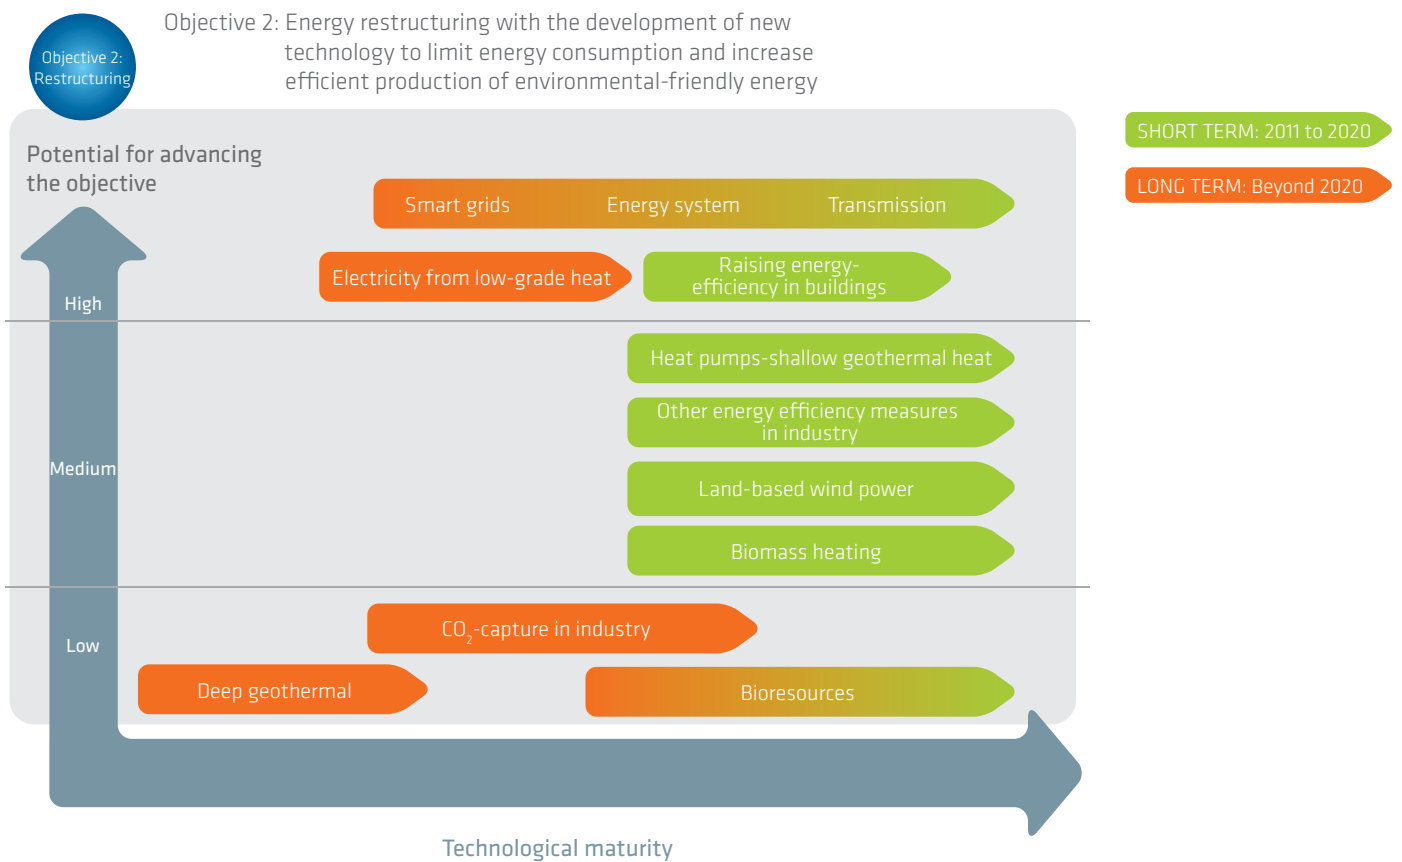 Objective 2: Energy restructuring with the development of new
technology to limit energy consumption and increase
efficient production of environmental-friendly energy
Objective 2:
Restructuring
SHORT TERM: 2011 to 2020
LONG TERM: Beyond 2020
Potential for advancing
the objective
Smart grids Energy system Transmission
Electricity from low-grade heat
Raising energy-
efficiency in buildings
High
Heat pumps-shallow geothermal heat
Other energy efficiency measures
in industry
Medium
Land-based wind power
Biomass heating
CO₂-capture in industry
Low
Deep geothermal
Bioresources
Technological maturity